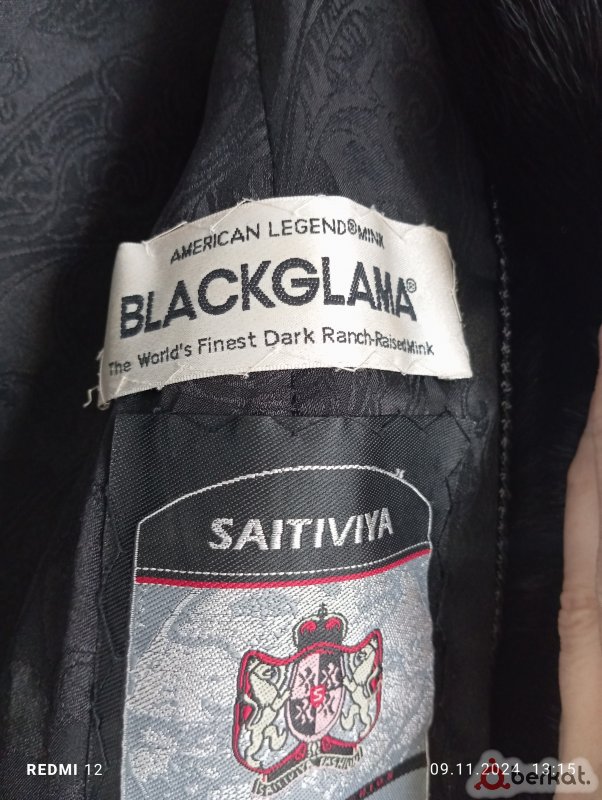 AMERICAN LEGEND® MINK
BLACKGLAMA®
The World's Finest Dark Ranch-Raised Mink
SAITIVIYA
S
SAITIVIYA
REDMI 12
09.11.2024 13:15
berkat.